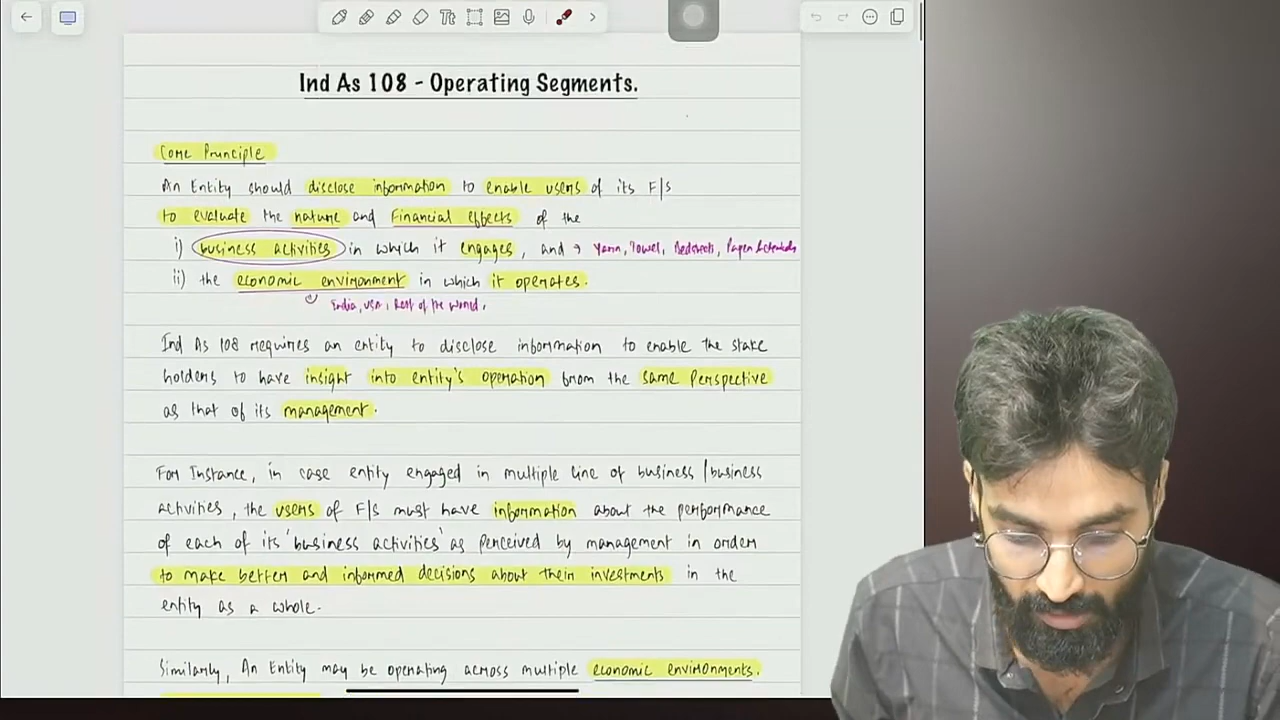 Ind As 108 - Operating Segments.
Core Principle
An Entity should disclose information to enable users of its F/s
to evaluate the nature and Financial effects of the
i) business activities in which it engages, and → Yarn, Towel, Bedsheets, Paper & chemicals
ii) the economic environment in which it operates.
India, USA, Rest of the World.
Ind As 108 requires an entity to disclose information to enable the stake
holders to have insight into entity's operation from the same Perspective
as that of its management.
For Instance, in case entity engaged in multiple line of business/business
activities, the users of F/s must have information about the performance
of each of its 'business activities' as perceived by management in order
to make better and informed decisions about their investments in the
entity as a whole.
Similarly, An Entity may be operating across multiple economic environments.